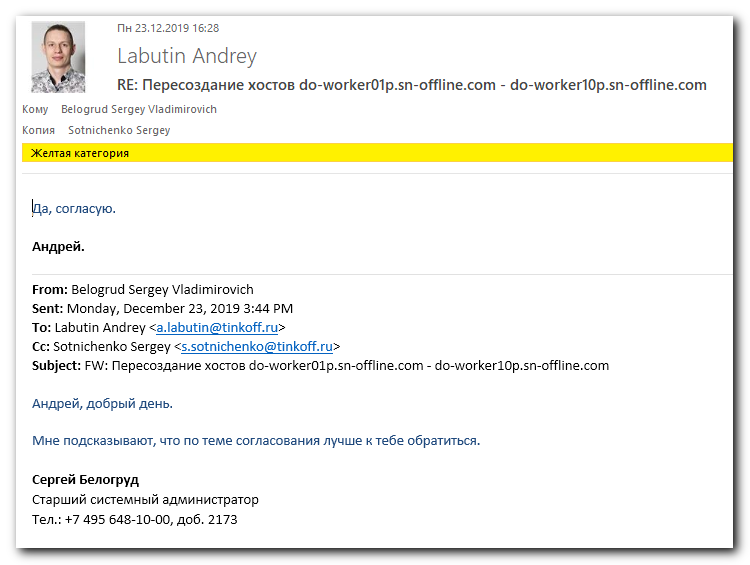 Пн 23.12.2019 16:28
Labutin Andrey
RE: Пересоздание хостов do-worker01p.sn-offline.com - do-worker10p.sn-offline.com
Кому Belogrud Sergey Vladimirovich
Копия Sotnichenko Sergey
Желтая категория
Да, согласую.
Андрей.
From: Belogrud Sergey Vladimirovich
Sent: Monday, December 23, 2019 3:44 PM
To: Labutin Andrey <a.labutin@tinkoff.ru>
Cc: Sotnichenko Sergey <s.sotnichenko@tinkoff.ru>
Subject: FW: Пересоздание хостов do-worker01p.sn-offline.com - do-worker10p.sn-offline.com
Андрей, добрый день.
Мне подсказывают, что по теме согласования лучше к тебе обратиться.
Сергей Белогруд
Старший системный администратор
Тел.: +7 495 648-10-00, доб. 2173